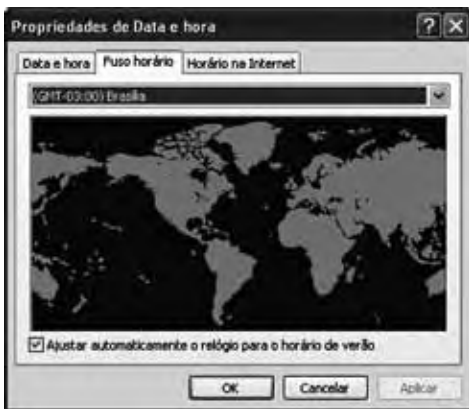 Propriedades de Data e hora
Data e hora
Fuso horário
Horário na Internet
(GMT-03:00) Brasília
Ajustar automaticamente o relógio para o horário de verão
OK
Cancelar
Aplicar